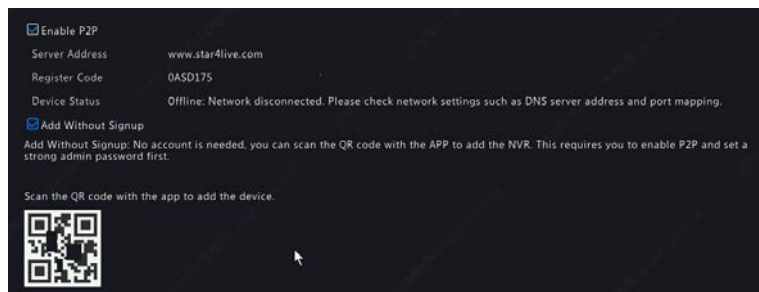 Enable P2P
Server Address www.star4live.com
Register Code 0ASD175
Device Status Offline: Network disconnected. Please check network settings such as DNS server address and port mapping.
Add Without Signup
Add Without Signup: No account is needed, you can scan the QR code with the APP to add the NVR. This requires you to enable P2P and set a
strong admin password first.
Scan the QR code with the app to add the device.